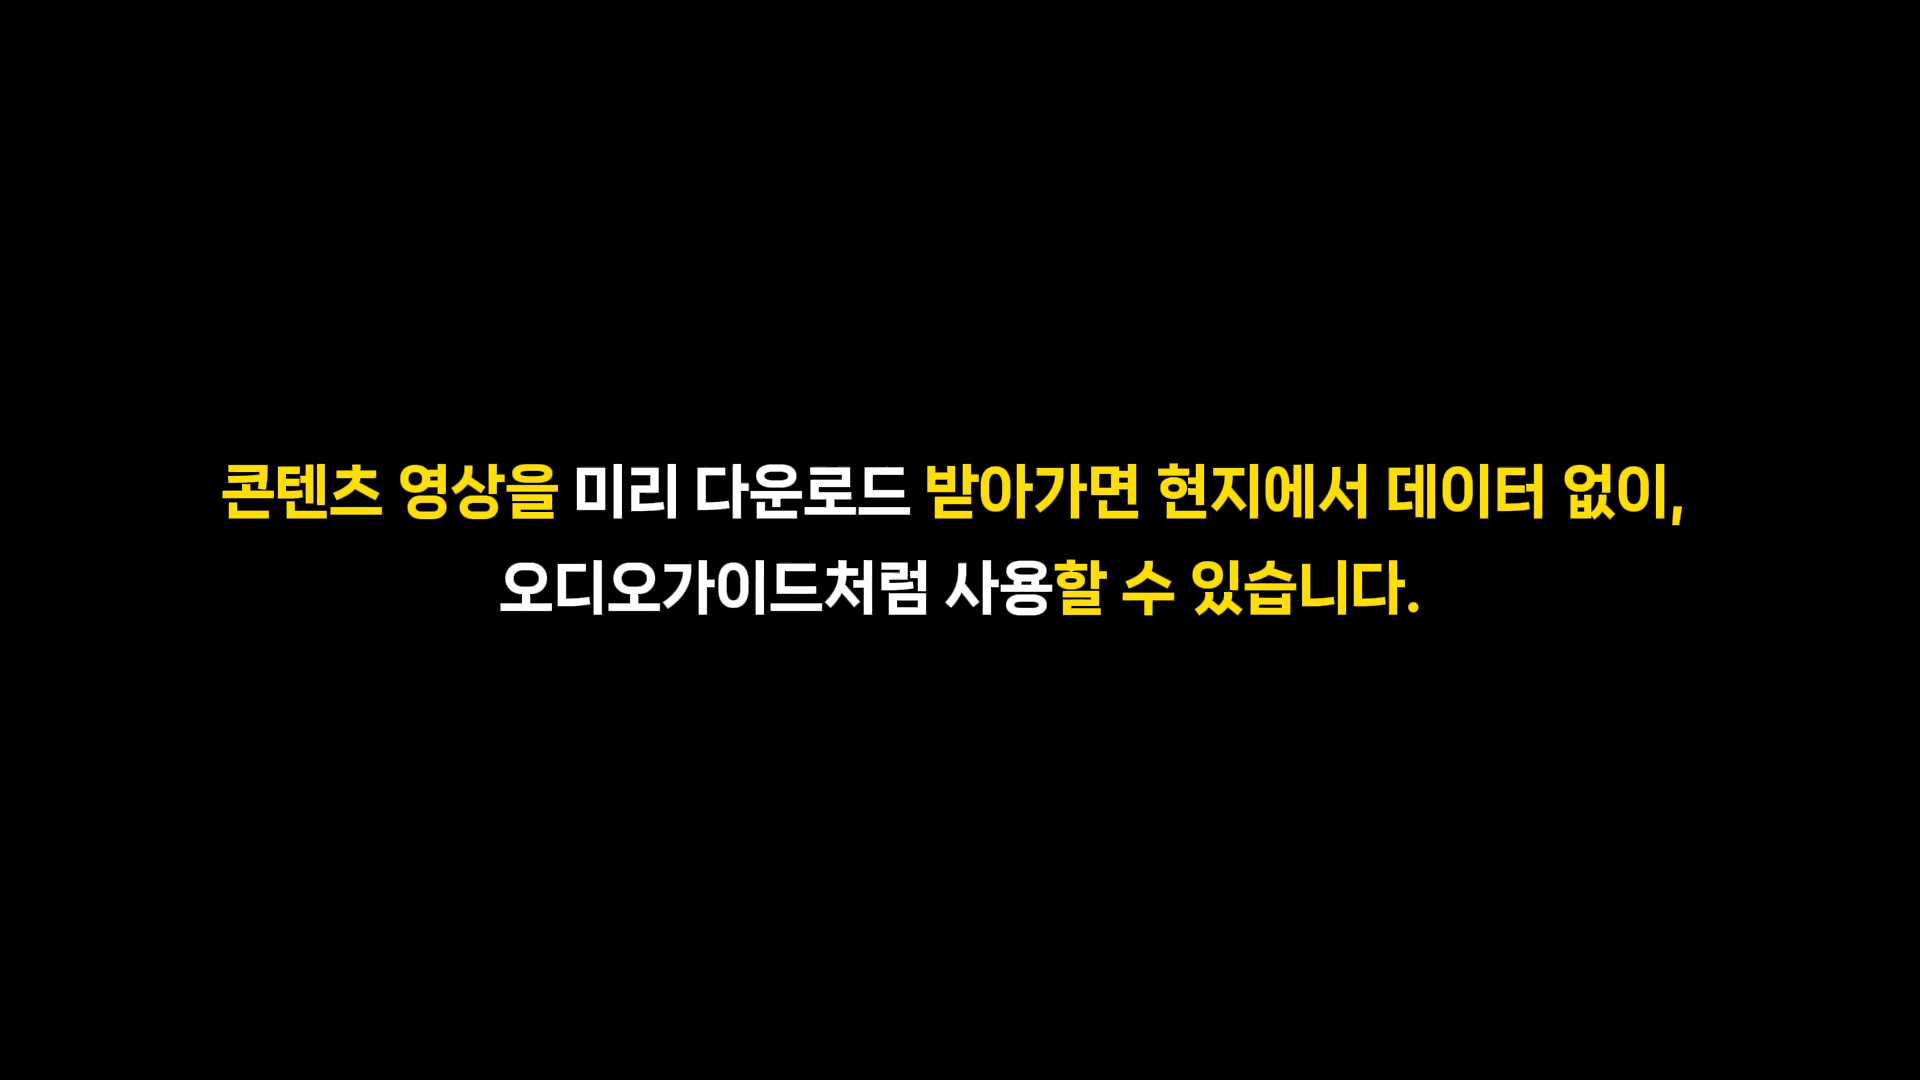 콘텐츠 영상을 미리 다운로드 받아가면 현지에서 데이터 없이,
오디오가이드처럼 사용할 수 있습니다.